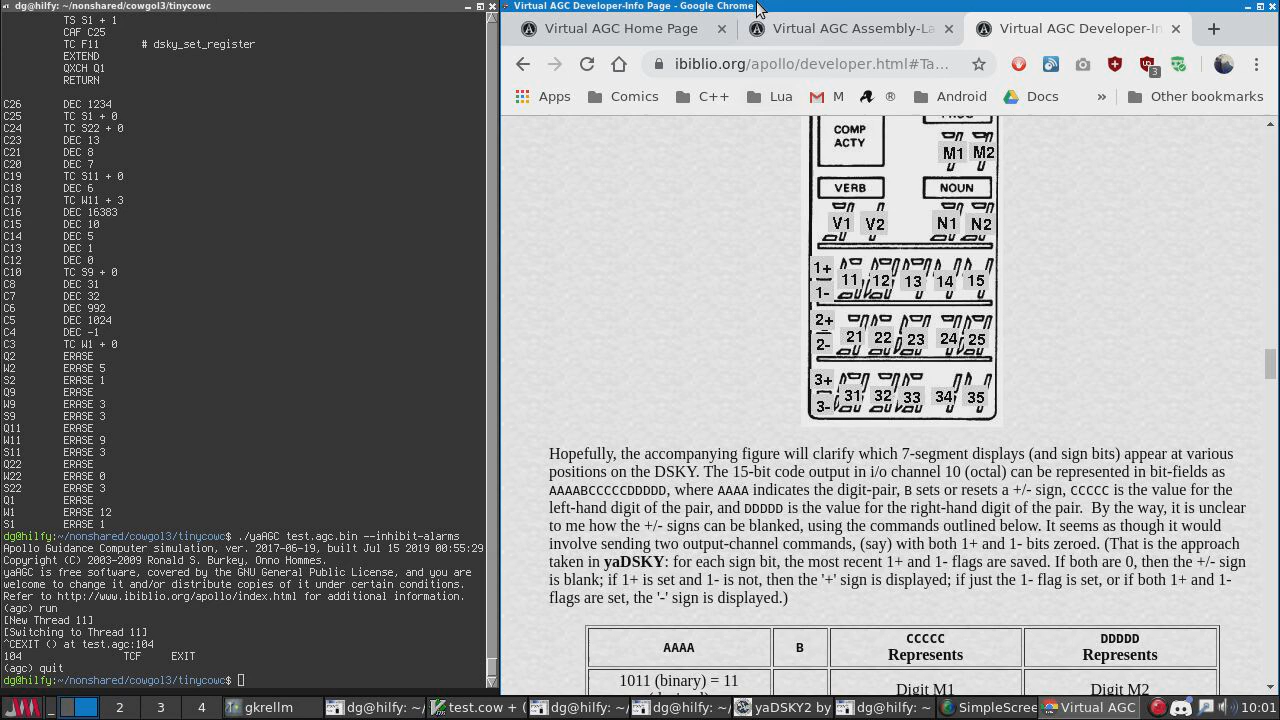 dg@hilfy: ~/nonshared/cowgol3/tinycowc
TS S1 + 1
CAF C25
TC F11 # dsky_set_register
EXTEND
QXCH Q1
RETURN
C26 DEC 1234
C25 TC S1 + 0
C24 TC S22 + 0
C23 DEC 13
C21 DEC 8
C20 DEC 7
C19 TC S11 + 0
C18 DEC 6
C17 TC W11 + 3
C16 DEC 16383
C15 DEC 10
C14 DEC 5
C13 DEC 1
C12 DEC 0
C10 TC S9 + 0
C8 DEC 31
C7 DEC 32
C6 DEC 992
C5 DEC 1024
C4 DEC -1
C3 TC W1 + 0
Q2 ERASE
W2 ERASE 5
S2 ERASE 1
Q9 ERASE
W9 ERASE 3
S9 ERASE 3
Q11 ERASE
W11 ERASE 9
S11 ERASE 3
Q22 ERASE
W22 ERASE 0
S22 ERASE 3
Q1 ERASE
W1 ERASE 12
S1 ERASE 1
dg@hilfy:~/nonshared/cowgol3/tinycowc$ ./yaAGC test.agc.bin --inhibit-alarms
Apollo Guidance Computer simulation, ver. 2017-06-19, built Jul 15 2019 00:55:29
Copyright (C) 2003-2009 Ronald S. Burkey, Onno Hommes.
yaAGC is free software, covered by the GNU General Public License, and you are
welcome to change it and/or distribute copies of it under certain conditions.
Refer to http://www.ibiblio.org/apollo/index.html for additional information.
(agc) run
[New Thread 11]
[Switching to Thread 11]
^CEXIT () at test.agc:104
104 TCF EXIT
(agc) quit
dg@hilfy:~/nonshared/cowgol3/tinycowc$
Virtual AGC Developer-Info Page - Google Chrome
Virtual AGC Home Page
Virtual AGC Assembly-La
Virtual AGC Developer-In
ibiblio.org/apollo/developer.html#Ta...
3
Apps Comics C++ Lua M ® Android Docs » Other bookmarks
COMP
ACTY
M1 M2
VERB NOUN
V1 V2 N1 N2
1+
11 12 13 14 15
1-
2+
21 22 23 24 25
2-
3+
31 32 33 34 35
3-
Hopefully, the accompanying figure will clarify which 7-segment displays (and sign bits) appear at various
positions on the DSKY. The 15-bit code output in i/o channel 10 (octal) can be represented in bit-fields as
AAAABCCCCCDDDDD, where AAAA indicates the digit-pair, B sets or resets a +/- sign, CCCCC is the value for the
left-hand digit of the pair, and DDDDD is the value for the right-hand digit of the pair. By the way, it is unclear
to me how the +/- signs can be blanked, using the commands outlined below. It seems as though it would
involve sending two output-channel commands, (say) with both 1+ and 1- bits zeroed. (That is the approach
taken in yaDSKY: for each sign bit, the most recent 1+ and 1- flags are saved. If both are 0, then the +/- sign
is blank; if 1+ is set and 1- is not, then the '+' sign is displayed; if just the 1- flag is set, or if both 1+ and 1-
flags are set, the '-' sign is displayed.)
AAAA B CCCCC DDDDD
Represents Represents
1011 (binary) = 11
Digit M1 Digit M2
2 3 4 gkrellm dg@hilfy: ~/ test.cow + ( dg@hilfy: ~/ dg@hilfy: ~/ yaDSKY2 by dg@hilfy: ~/ SimpleScree Virtual AGC 10:01